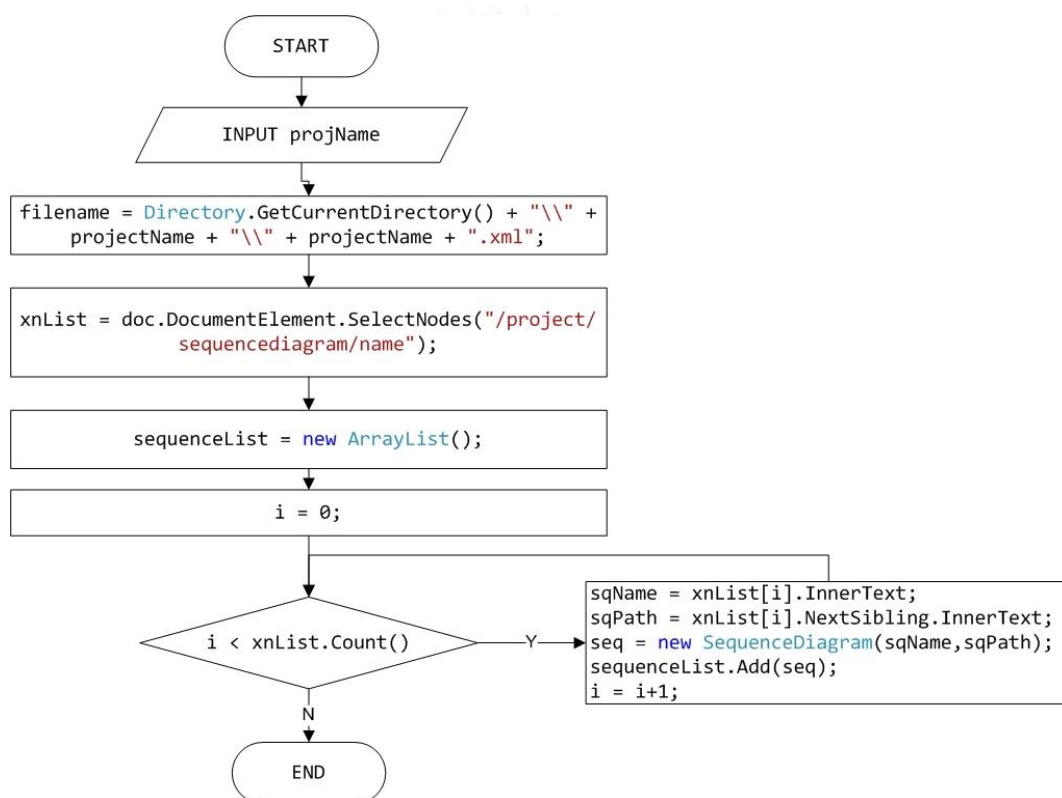 START
INPUT projName
filename = Directory.GetCurrentDirectory() + "\\" +
projectName + "\\" + projectName + ".xml";
xnList = doc.DocumentElement.SelectNodes("/project/
sequencediagram/name");
sequenceList = new ArrayList();
i = 0;
i < xnList.Count()
Y
sqName = xnList[i].InnerText;
sqPath = xnList[i].NextSibling.InnerText;
seq = new SequenceDiagram(sqName,sqPath);
sequenceList.Add(seq);
i = i+1;
N
END